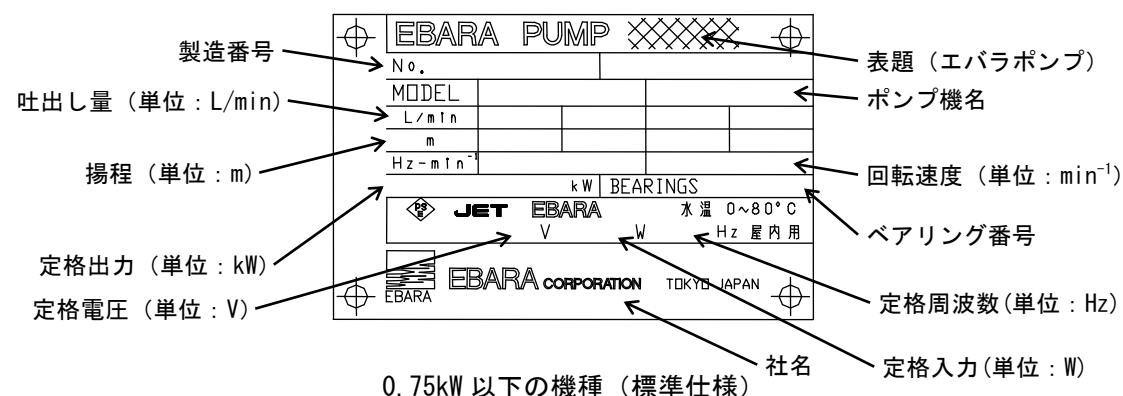 EBARA PUMP
製造番号
表題（エバラポンプ）
No.
MODEL
ポンプ機名
吐出し量（単位：L/min）
L/min
m
揚程（単位：m）
Hz-min⁻¹
回転速度（単位：min⁻¹）
kW BEARINGS
ベアリング番号
PS E JET EBARA 水温 0~80°C
V W Hz 屋内用
定格出力（単位：kW）
定格電圧（単位：V）
EBARA EBARA CORPORATION TOKYO JAPAN
定格周波数(単位：Hz)
社名
定格入力(単位：W)
0.75kW 以下の機種（標準仕様）